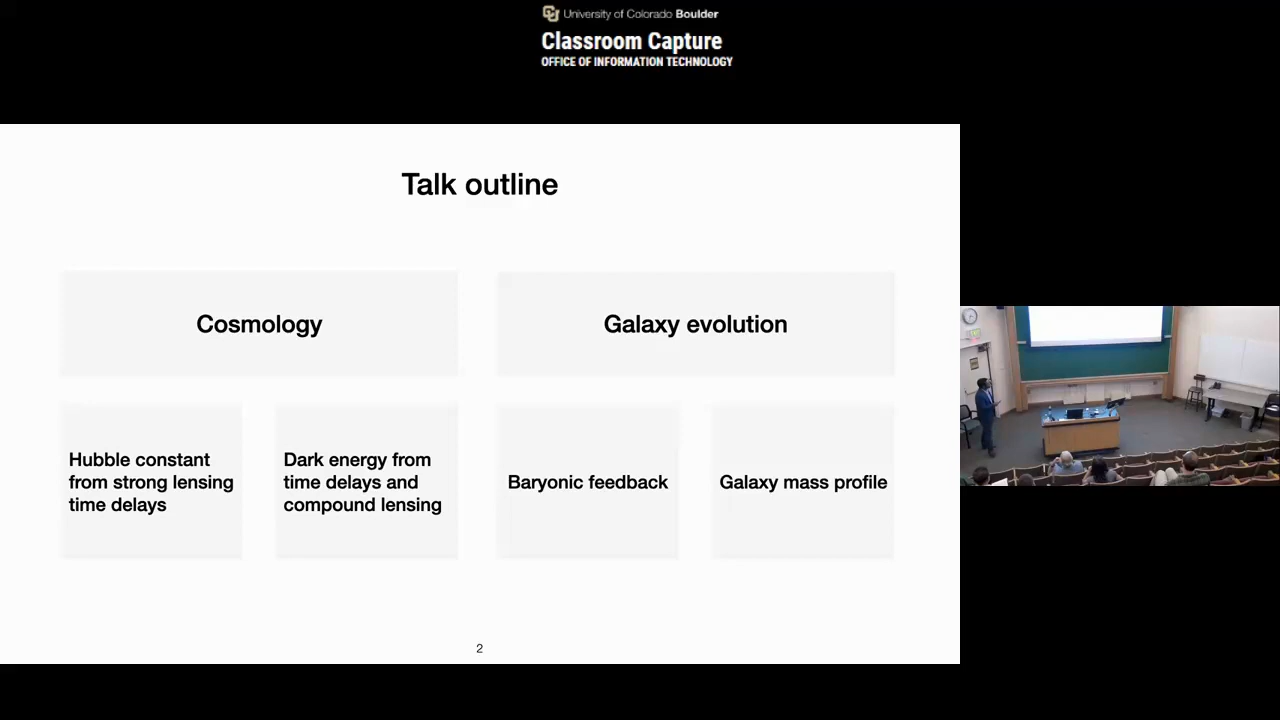 University of Colorado Boulder
Classroom Capture
OFFICE OF INFORMATION TECHNOLOGY
Talk outline
Cosmology
Galaxy evolution
Hubble constant
from strong lensing
time delays
Dark energy from
time delays and
compound lensing
Baryonic feedback
Galaxy mass profile
2